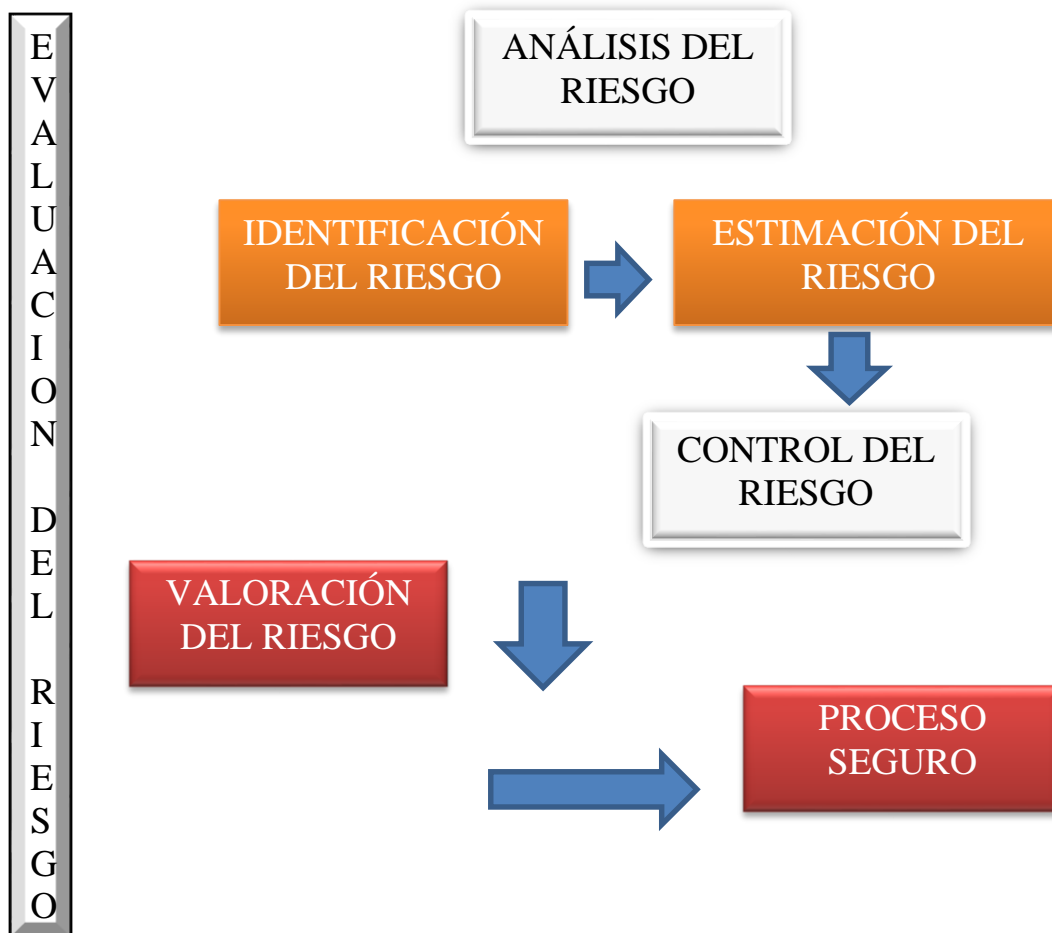 EVALUACION DEL RIESGO
ANÁLISIS DEL
RIESGO
IDENTIFICACIÓN
DEL RIESGO
ESTIMACIÓN DEL
RIESGO
CONTROL DEL
RIESGO
VALORACIÓN
DEL RIESGO
PROCESO
SEGURO